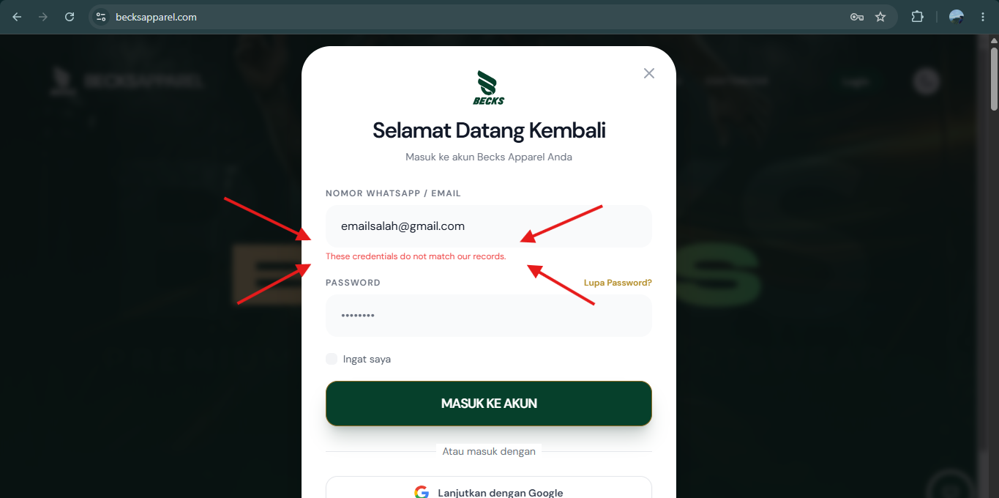 becksapparel.com
BECKSAPPAREL
Login
BECKS
Selamat Datang Kembali
Masuk ke akun Becks Apparel Anda
NOMOR WHATSAPP / EMAIL
emailsalah@gmail.com
These credentials do not match our records.
PASSWORD
Lupa Password?
••••••••
Ingat saya
MASUK KE AKUN
Atau masuk dengan
Lanjutkan dengan Google